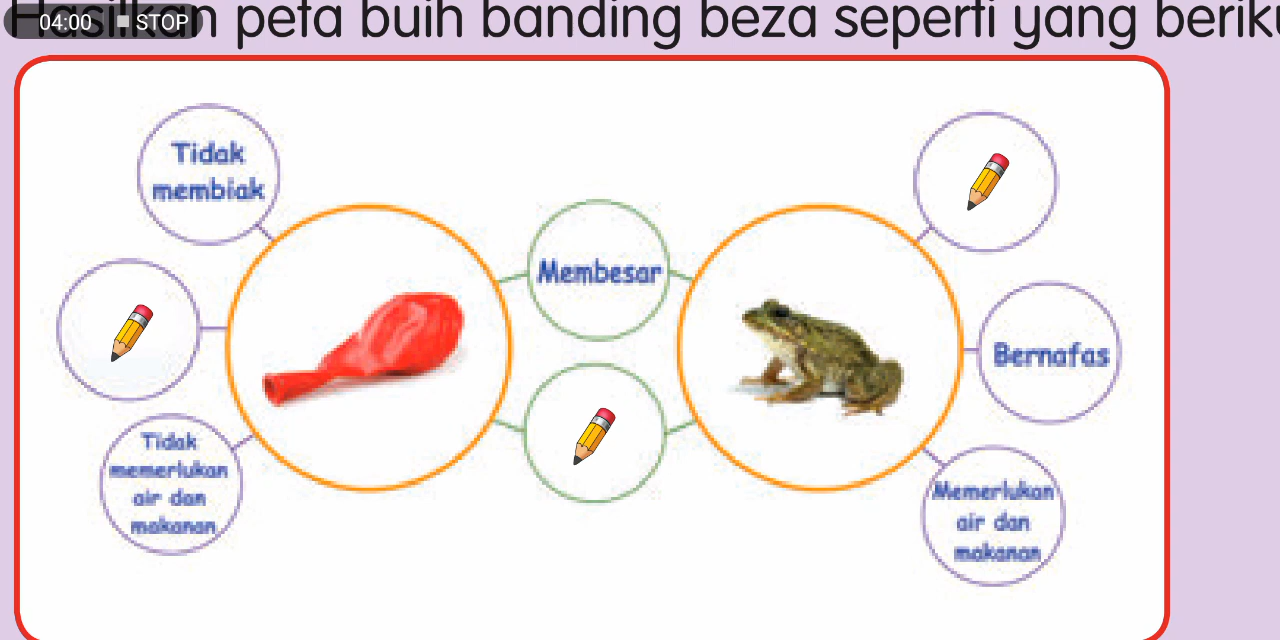 04:00 STOP
Hasilkan peta buih banding beza seperti yang
Tidak
membiak
Membesar
Bernafas
Tidak
memerlukan
air dan
makanan
Memerlukan
air dan
makanan